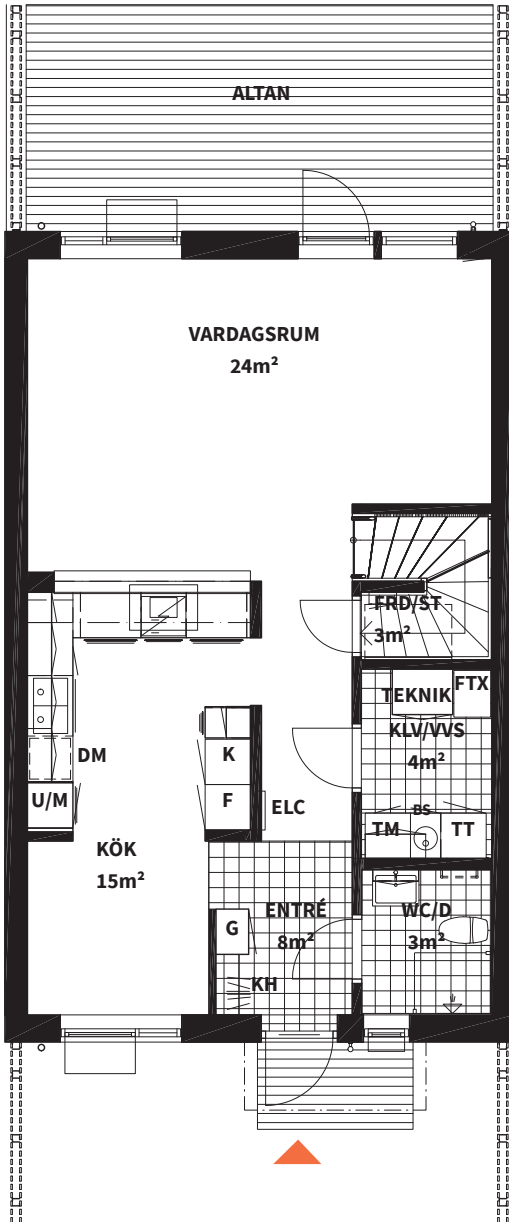 ALTAN
VARDAGSRUM
24m²
FRD/ST
3m²
FTX
TEKNIK
KLV/VVS
4m²
K
DM
U/M
F
ELC
BS
TM
TT
KÖK
15m²
ENTRÉ
8m²
WC/D
3m²
G
KH